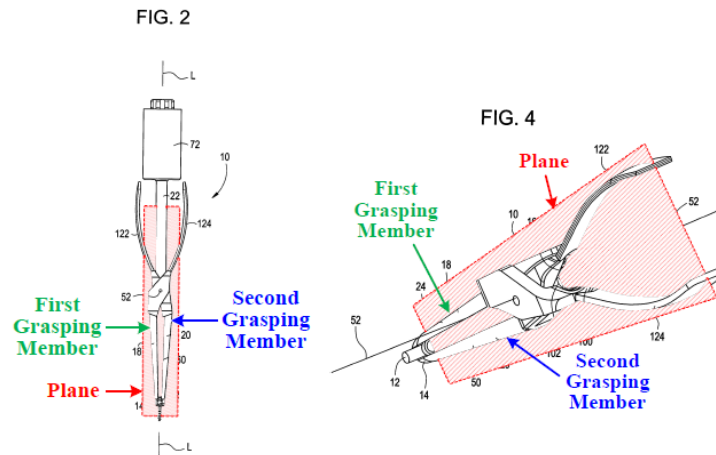 FIG. 2
L
72
10
22
122
124
52
First
Grasping
Member
Second
Grasping
Member
18
20
50
Plane
14
L
FIG. 4
Plane
122
First
Grasping
Member
10
52
18
24
52
124
12
14
50
102
100
Second
Grasping
Member